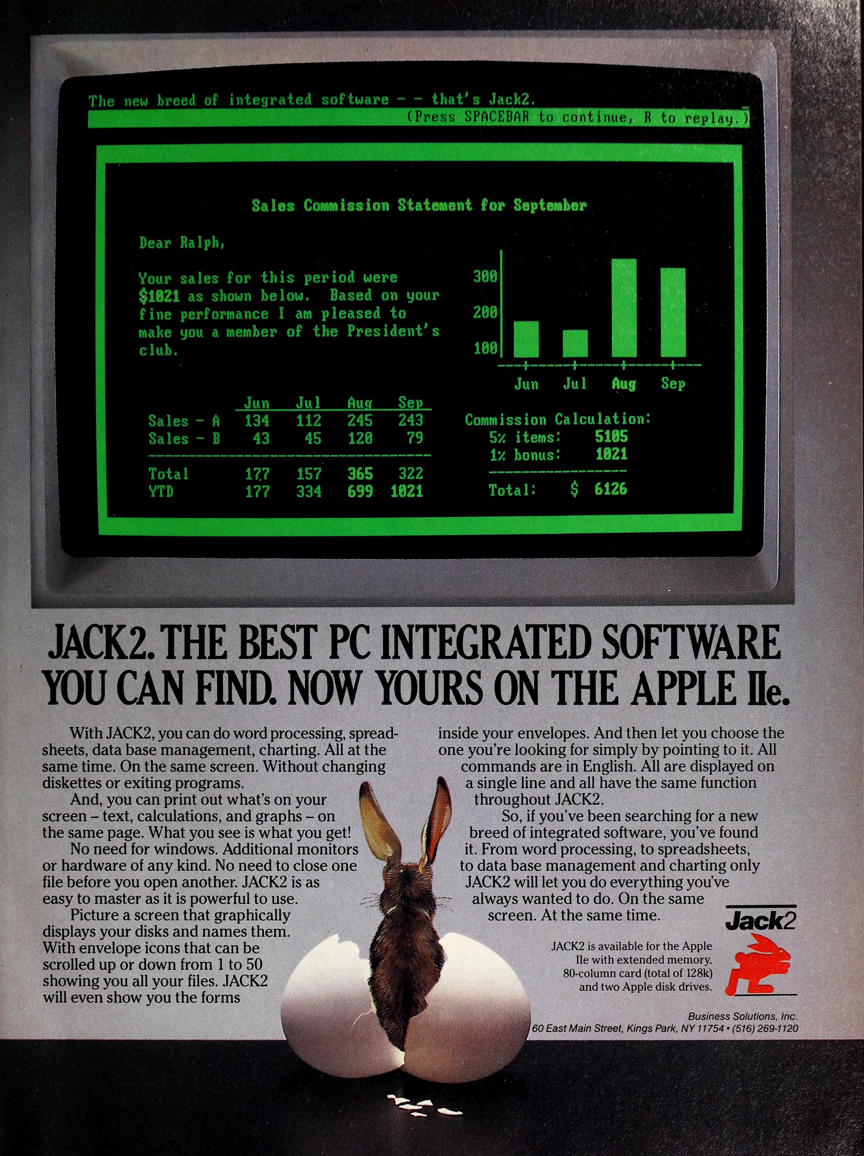 The new breed of integrated software - - that's Jack2.
(Press SPACEBAR to continue, R to replay.)
Sales Commission Statement for September
Dear Ralph,
Your sales for this period were
$1021 as shown below. Based on your
fine performance I am pleased to
make you a member of the President's
club.
300
200
100
Jun Jul Aug Sep
Jun Jul Aug Sep
Sales - A 134 112 245 243
Sales - B 43 45 120 79
Total 177 157 365 322
YTD 177 334 699 1021
Commission Calculation:
5% items: 5105
1% bonus: 1021
Total: $ 6126
JACK2. THE BEST PC INTEGRATED SOFTWARE
YOU CAN FIND. NOW YOURS ON THE APPLE IIe.
With JACK2, you can do word processing, spread-
sheets, data base management, charting. All at the
same time. On the same screen. Without changing
diskettes or exiting programs.
And, you can print out what's on your
screen – text, calculations, and graphs – on
the same page. What you see is what you get!
No need for windows. Additional monitors
or hardware of any kind. No need to close one
file before you open another. JACK2 is as
easy to master as it is powerful to use.
Picture a screen that graphically
displays your disks and names them.
With envelope icons that can be
scrolled up or down from 1 to 50
showing you all your files. JACK2
will even show you the forms
inside your envelopes. And then let you choose the
one you're looking for simply by pointing to it. All
commands are in English. All are displayed on
a single line and all have the same function
throughout JACK2.
So, if you've been searching for a new
breed of integrated software, you've found
it. From word processing, to spreadsheets,
to data base management and charting only
JACK2 will let you do everything you've
always wanted to do. On the same
screen. At the same time.
Jack2
JACK2 is available for the Apple
IIe with extended memory,
80-column card (total of 128k)
and two Apple disk drives.
Business Solutions, Inc.
60 East Main Street, Kings Park, NY 11754 • (516) 269-1120